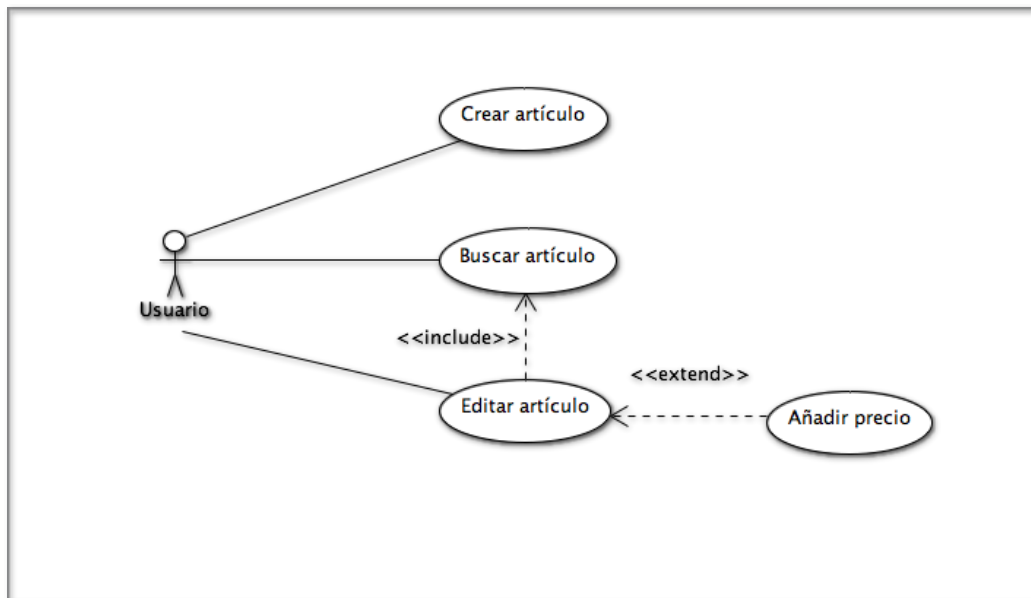 Crear artículo
Buscar artículo
Usuario
<<include>>
<<extend>>
Editar artículo
Añadir precio